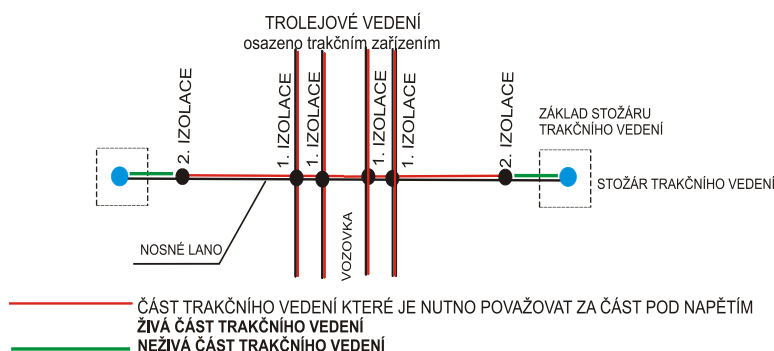 TROLEJOVÉ VEDENÍ
osazeno trakčním zařízením
2. IZOLACE
1. IZOLACE
1. IZOLACE
1. IZOLACE
1. IZOLACE
2. IZOLACE
ZÁKLAD STOŽÁRU
TRAKČNÍHO VEDENÍ
STOŽÁR TRAKČNÍHO VEDENÍ
NOSNÉ LANO
VOZOVKA
ČÁST TRAKČNÍHO VEDENÍ KTERÉ JE NUTNO POVAŽOVAT ZA ČÁST POD NAPĚTÍM
ŽIVÁ ČÁST TRAKČNÍHO VEDENÍ
NEŽIVÁ ČÁST TRAKČNÍHO VEDENÍ